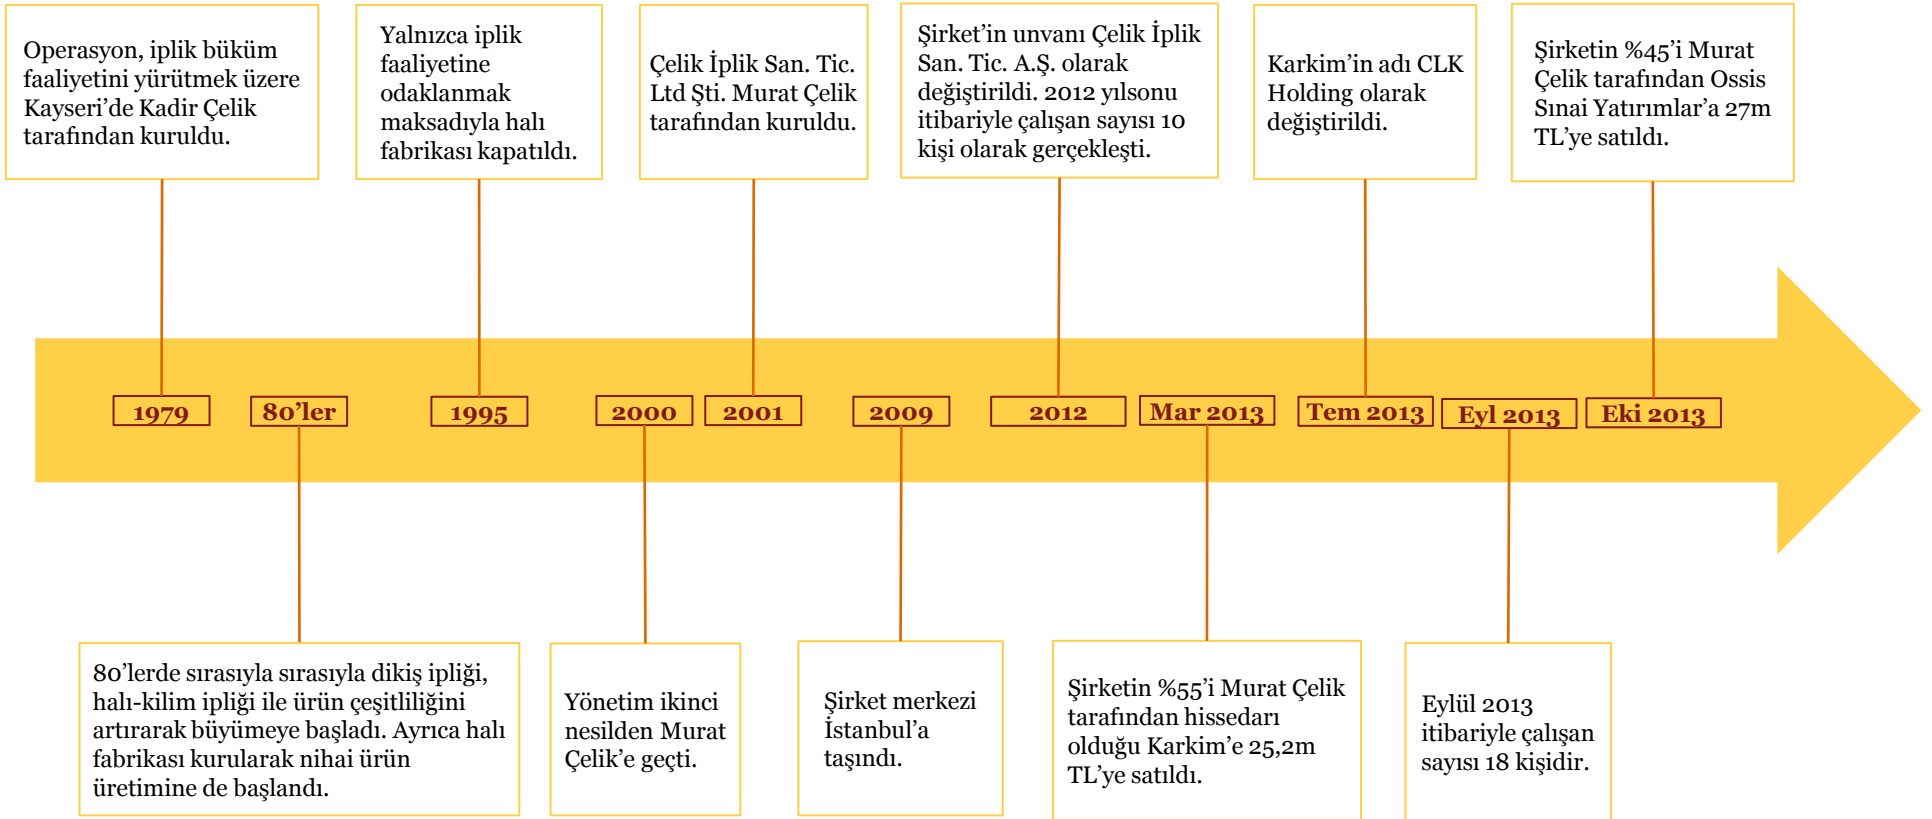 Operasyon, iplik büküm
faaliyetini yürütmek üzere
Kayseri’de Kadir Çelik
tarafından kuruldu.
Yalnızca iplik
faaliyetine
odaklanmak
maksadıyla halı
fabrikası kapatıldı.
Çelik İplik San. Tic.
Ltd Şti. Murat Çelik
tarafından kuruldu.
Şirket’in unvanı Çelik İplik
San. Tic. A.Ş. olarak
değiştirildi. 2012 yılsonu
itibariyle çalışan sayısı 10
kişi olarak gerçekleşti.
Karkim’in adı CLK
Holding olarak
değiştirildi.
Şirketin %45’i Murat
Çelik tarafından Ossis
Sınai Yatırımlar’a 27m
TL’ye satıldı.
1979
80’ler
1995
2000
2001
2009
2012
Mar 2013
Tem 2013
Eyl 2013
Eki 2013
80’lerde sırasıyla sırasıyla dikiş ipliği,
halı-kilim ipliği ile ürün çeşitliliğini
artırarak büyümeye başladı. Ayrıca halı
fabrikası kurularak nihai ürün
üretimine de başlandı.
Yönetim ikinci
nesilden Murat
Çelik’e geçti.
Şirket merkezi
İstanbul’a
taşındı.
Şirketin %55’i Murat Çelik
tarafından hissedarı
olduğu Karkim’e 25,2m
TL’ye satıldı.
Eylül 2013
itibariyle çalışan
sayısı 18 kişidir.